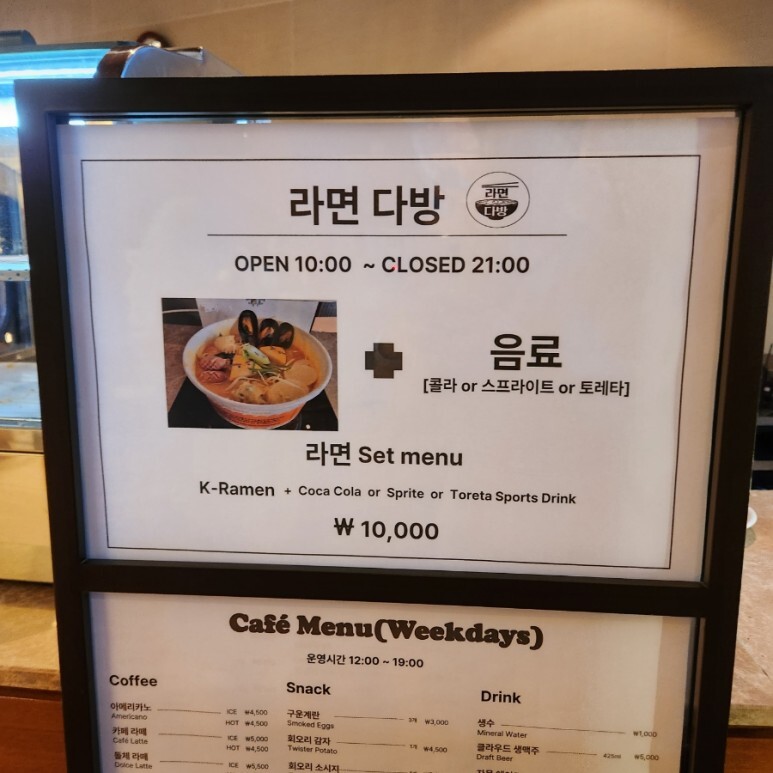 라면 다방
라면
다방
OPEN 10:00 ~ CLOSED 21:00
음료
[콜라 or 스프라이트 or 토레타]
라면 Set menu
K-Ramen + Coca Cola or Sprite or Toreta Sports Drink
₩ 10,000
Café Menu(Weekdays)
운영시간 12:00 ~ 19:00
Coffee
아메리카노 ICE ₩4,500
Americano HOT ₩4,500
카페 라떼 ICE ₩5,000
Café Latte HOT ₩4,500
돌체 라떼 ICE ₩5,500
Dolce Latte
Snack
구운계란 3개 ₩3,000
Smoked Eggs
회오리 감자 1개 ₩4,500
Twister Potato
회오리 소시지
Drink
생수 ₩1,000
Mineral Water
클라우드 생맥주 425ml ₩5,000
Draft Beer